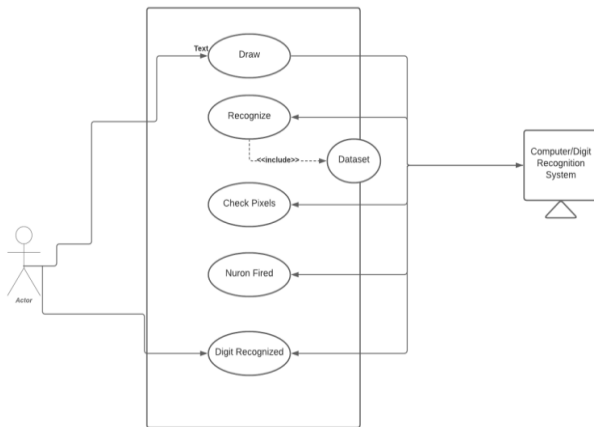 Text
Draw
Recognize
<<include>>
Dataset
Computer/Digit
Recognition
System
Check Pixels
Nuron Fired
Actor
Digit Recognized